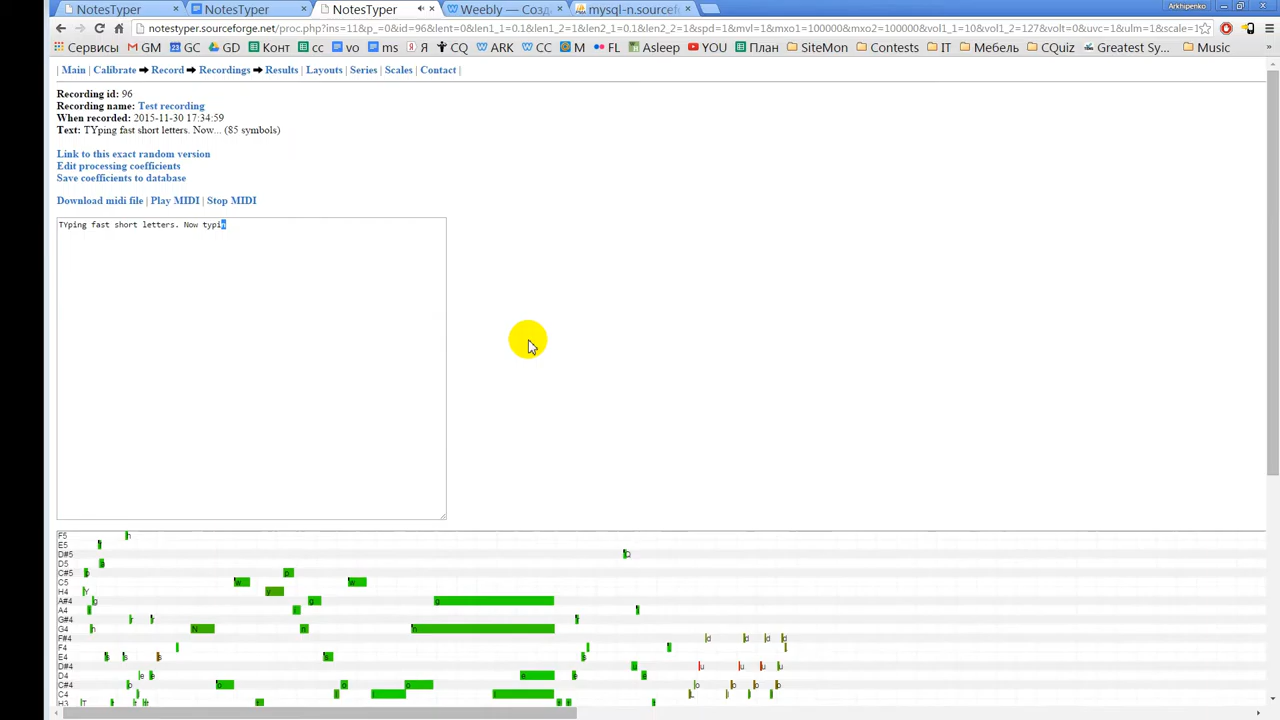 NotesTyper
NotesTyper
NotesTyper
Weebly — Созд
mysql-n.sourcef
Arkhipenko
notestyper.sourceforge.net/proc.php?ins=11&p_=0&id=96&lent=0&len1_1=0.1&len1_2=1&len2_1=0.1&len2_2=1&spd=1&mvl=1&mxo1=100000&mxo2=100000&vol1_1=10&vol1_2=127&volt=0&uvc=1&ulm=1&scale=1
Сервисы GM GC GD Конт cc vo ms Я CQ ARK CC M FL Asleep YOU План SiteMon Contests IT Мебель CQuiz Greatest Sy... Music
| Main | Calibrate ➡ Record ➡ Recordings ➡ Results | Layouts | Series | Scales | Contact |
Recording id: 96
Recording name: Test recording
When recorded: 2015-11-30 17:34:59
Text: TYping fast short letters. Now... (85 symbols)
Link to this exact random version
Edit processing coefficients
Save coefficients to database
Download midi file | Play MIDI | Stop MIDI
TYping fast short letters. Now typin
F5 h
E5
D#5
D5 a
C#5 p p
C5 w w
H4 Y y
A#4 g g g
A4
G#4 r r
G4 n N n n
F#4 d d d d
F4
E4 s s s s
D#4 u u u u u
D4 e e e e e
C#4 o o o o o o o o
C4
H3 T